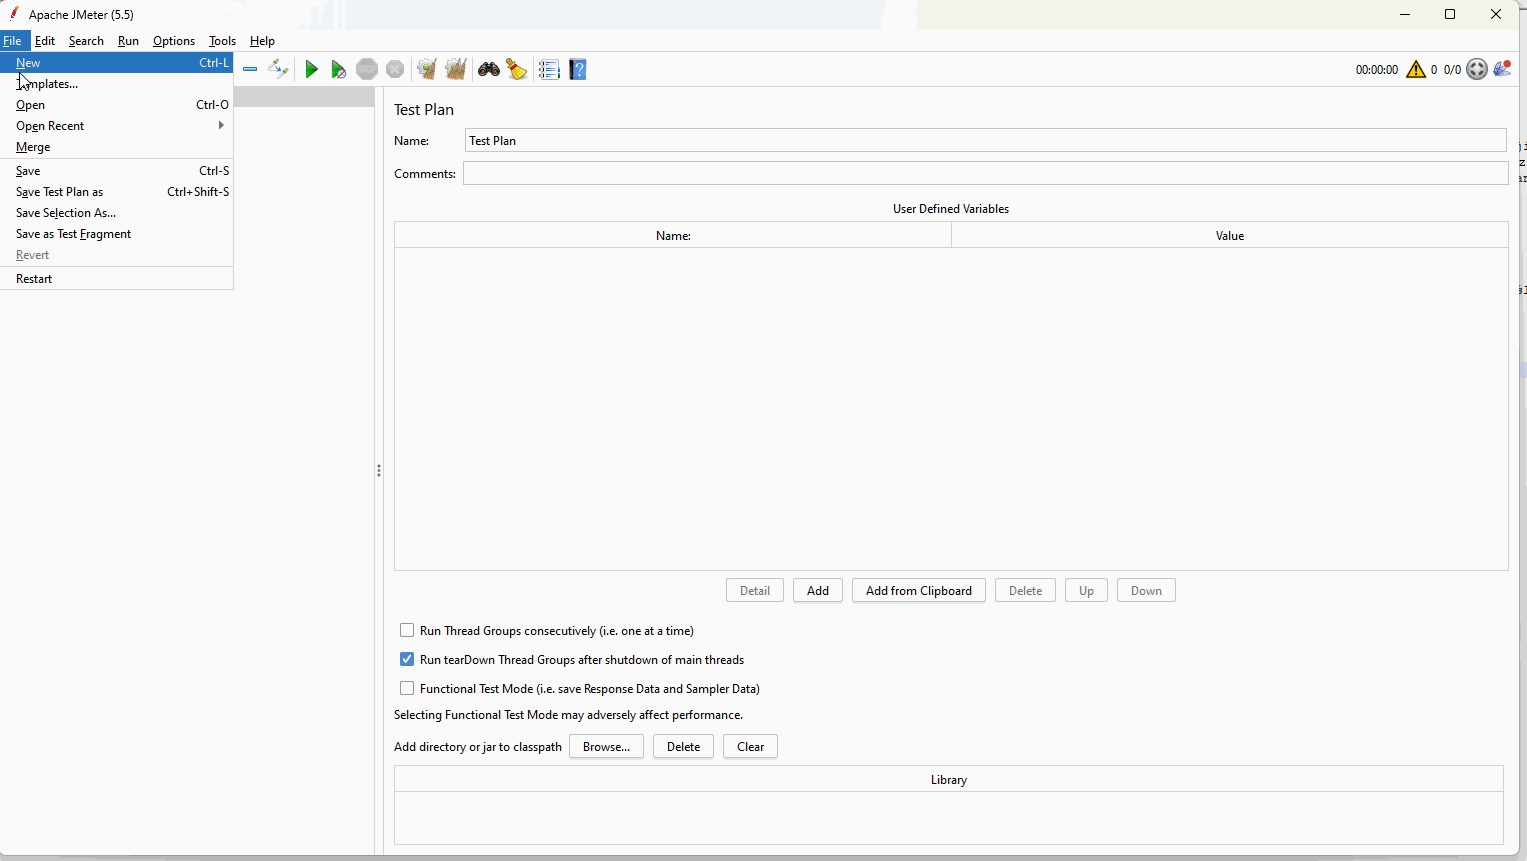 Apache JMeter (5.5)
File Edit Search Run Options Tools Help
New Ctrl-L
Templates...
Open Ctrl-O
Open Recent
Merge
Save Ctrl-S
Save Test Plan as Ctrl+Shift-S
Save Selection As...
Save as Test Fragment
Revert
Restart
00:00:00 0 0/0
Test Plan
Name: Test Plan
Comments:
User Defined Variables
Name: Value
Detail Add Add from Clipboard Delete Up Down
Run Thread Groups consecutively (i.e. one at a time)
Run tearDown Thread Groups after shutdown of main threads
Functional Test Mode (i.e. save Response Data and Sampler Data)
Selecting Functional Test Mode may adversely affect performance.
Add directory or jar to classpath Browse... Delete Clear
Library